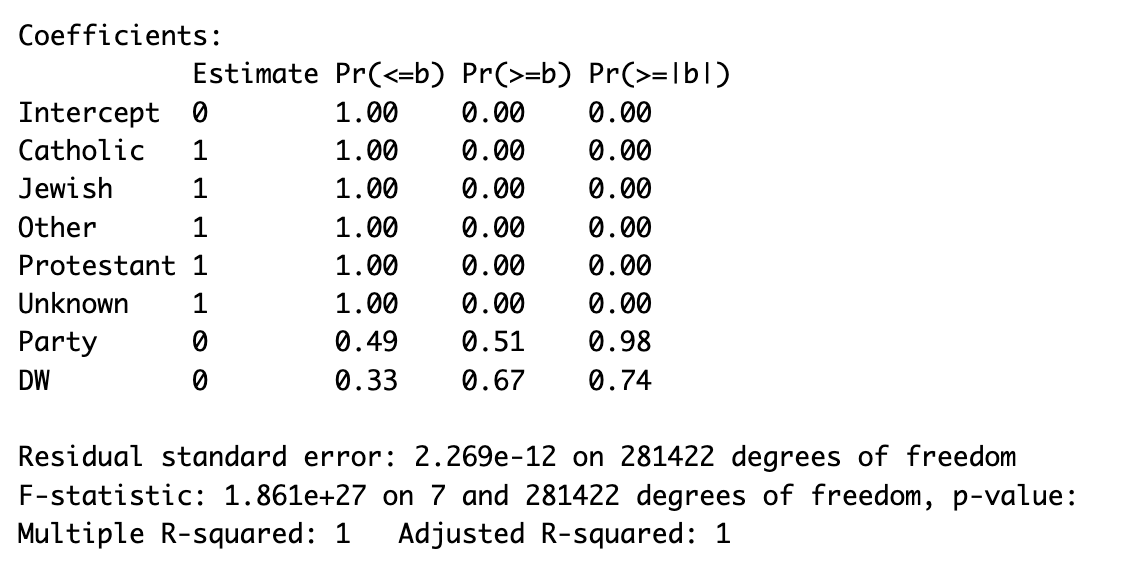 Coefficients:
Estimate Pr(<=b) Pr(>=b) Pr(>=|b|)
Intercept 0 1.00 0.00 0.00
Catholic 1 1.00 0.00 0.00
Jewish 1 1.00 0.00 0.00
Other 1 1.00 0.00 0.00
Protestant 1 1.00 0.00 0.00
Unknown 1 1.00 0.00 0.00
Party 0 0.49 0.51 0.98
DW 0 0.33 0.67 0.74
Residual standard error: 2.269e-12 on 281422 degrees of freedom
F-statistic: 1.861e+27 on 7 and 281422 degrees of freedom, p-value:
Multiple R-squared: 1 Adjusted R-squared: 1